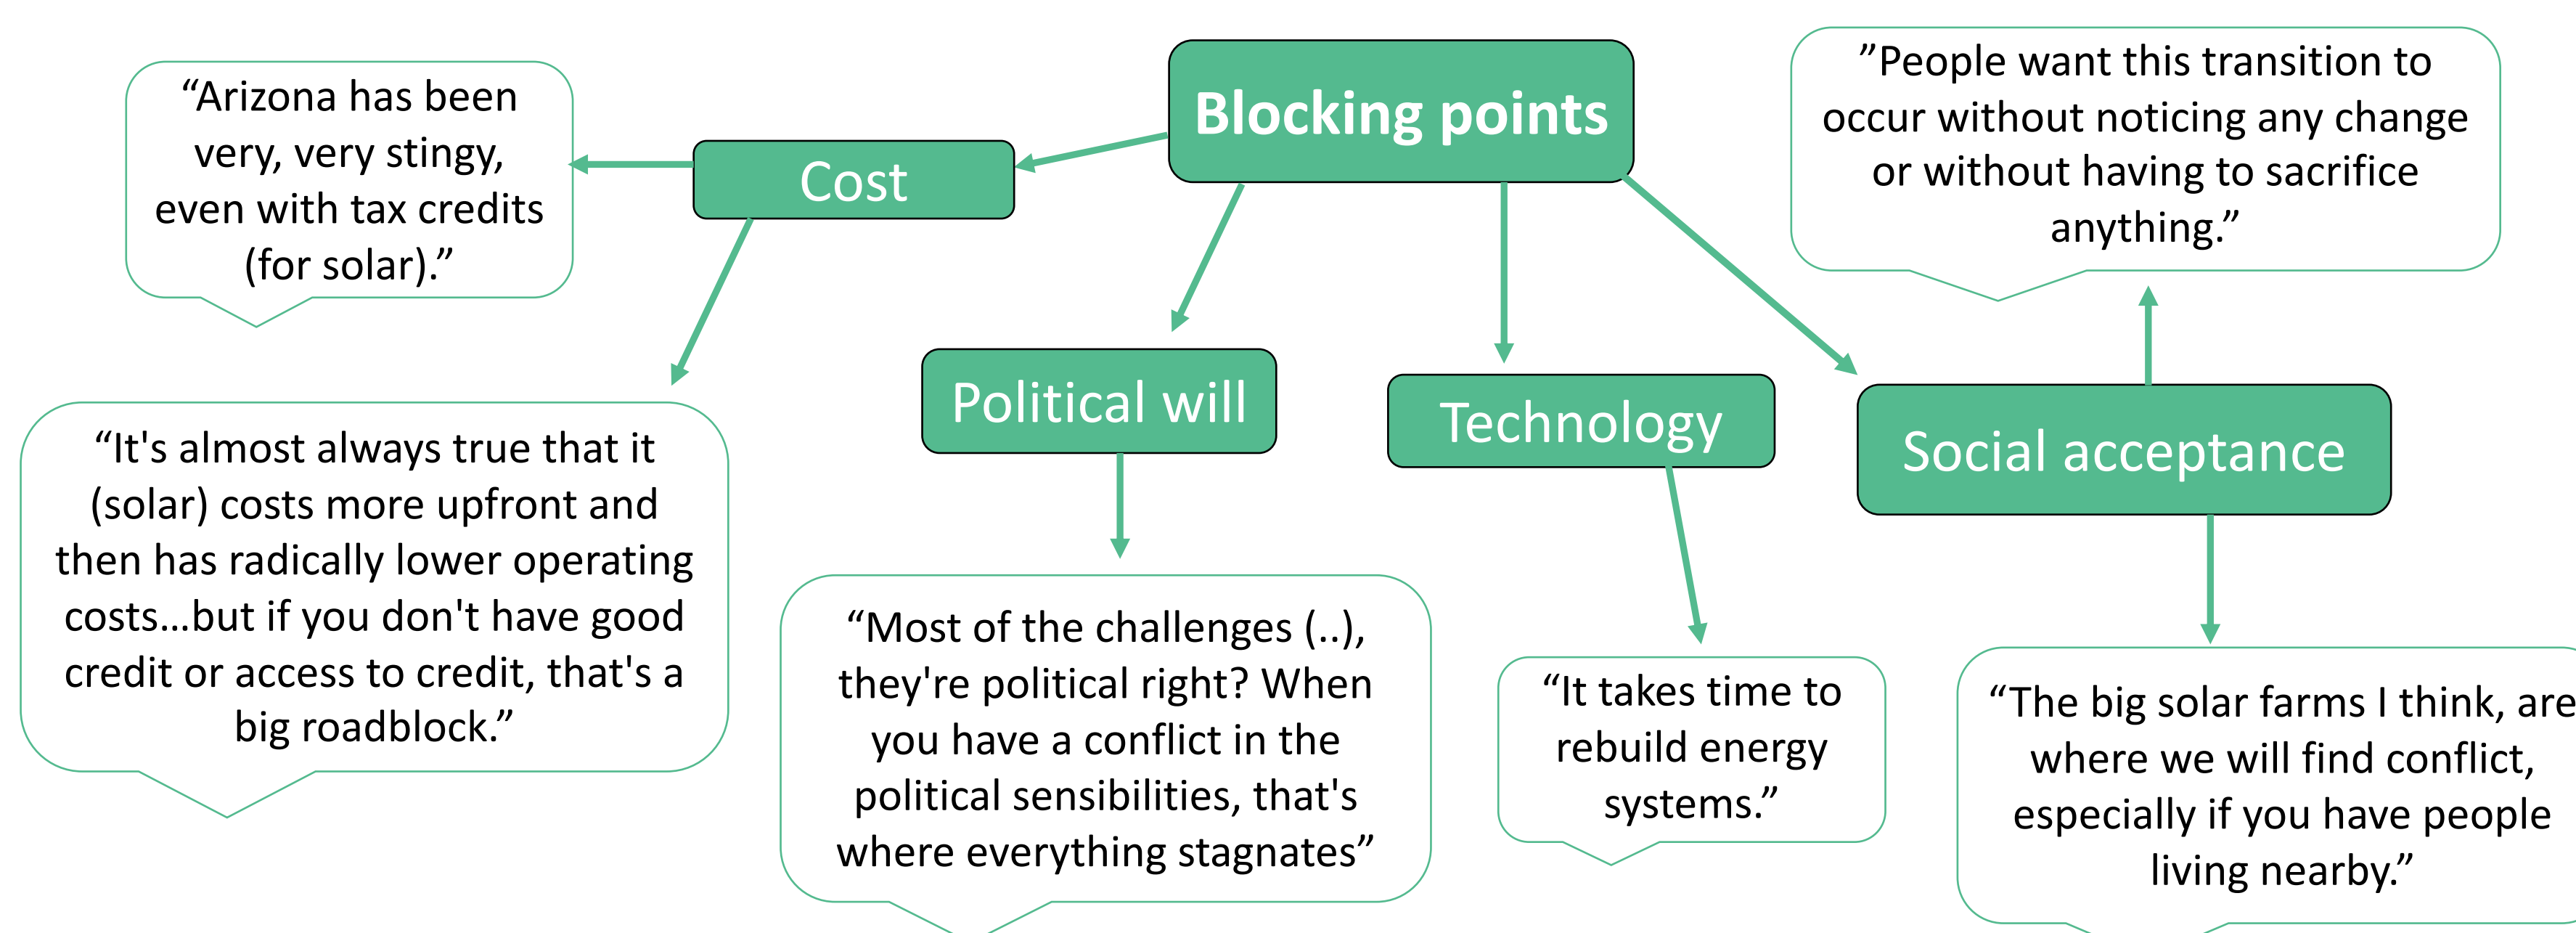 Blocking points
Cost
“Arizona has been
very, very stingy,
even with tax credits
(for solar).”
“It's almost always true that it
(solar) costs more upfront and
then has radically lower operating
costs…but if you don't have good
credit or access to credit, that's a
big roadblock.”
Political will
“Most of the challenges (..),
they're political right? When
you have a conflict in the
political sensibilities, that's
where everything stagnates”
Technology
“It takes time to
rebuild energy
systems.”
Social acceptance
”People want this transition to
occur without noticing any change
or without having to sacrifice
anything.”
“The big solar farms I think, are
where we will find conflict,
especially if you have people
living nearby.”